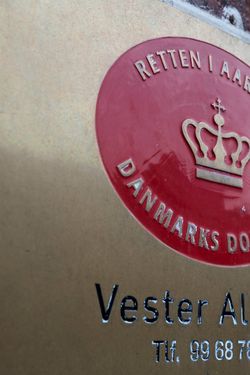 RETTEN I
DANMARKS
Vester
Tlf. 99 68